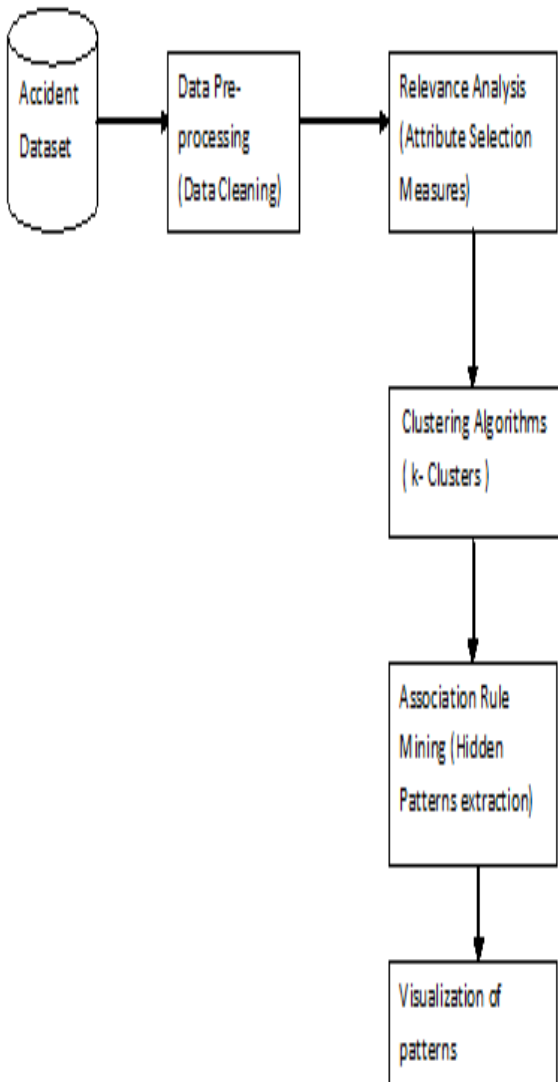 Accident
Dataset
Data Pre-
processing
(Data Cleaning)
Relevance Analysis
(Attribute Selection
Measures)
Clustering Algorithms
( k- Clusters )
Association Rule
Mining (Hidden
Patterns extraction)
Visualization of
patterns